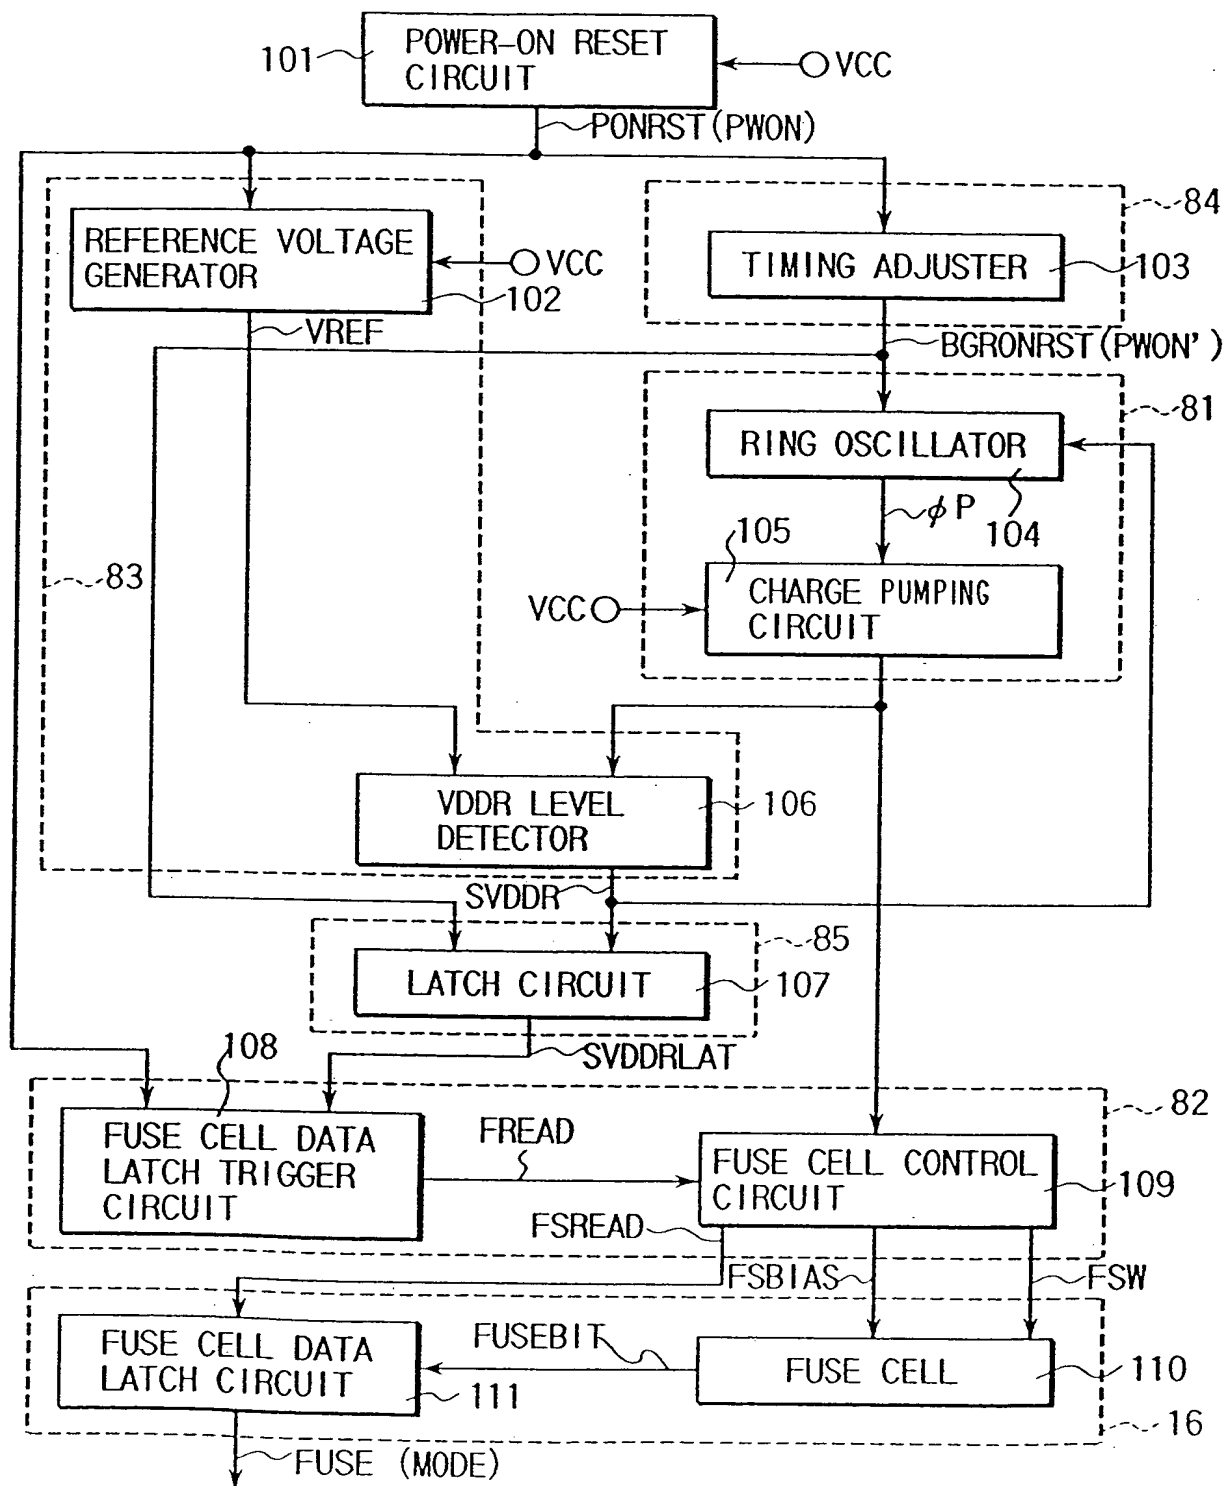 POWER-ON RESET
CIRCUIT
101
VCC
PONRST(PWON)
84
REFERENCE VOLTAGE
GENERATOR
VCC
102
TIMING ADJUSTER
103
VREF
BGRONRST(PWON')
81
RING OSCILLATOR
φP
104
105
83
VCC
CHARGE PUMPING
CIRCUIT
VDDR LEVEL
DETECTOR
106
SVDDR
85
LATCH CIRCUIT
107
SVDDRLAT
108
82
FUSE CELL DATA
LATCH TRIGGER
CIRCUIT
FREAD
FUSE CELL CONTROL
CIRCUIT
109
FSREAD
FSBIAS
FSW
FUSE CELL DATA
LATCH CIRCUIT
111
FUSEBIT
FUSE CELL
110
16
FUSE (MODE)